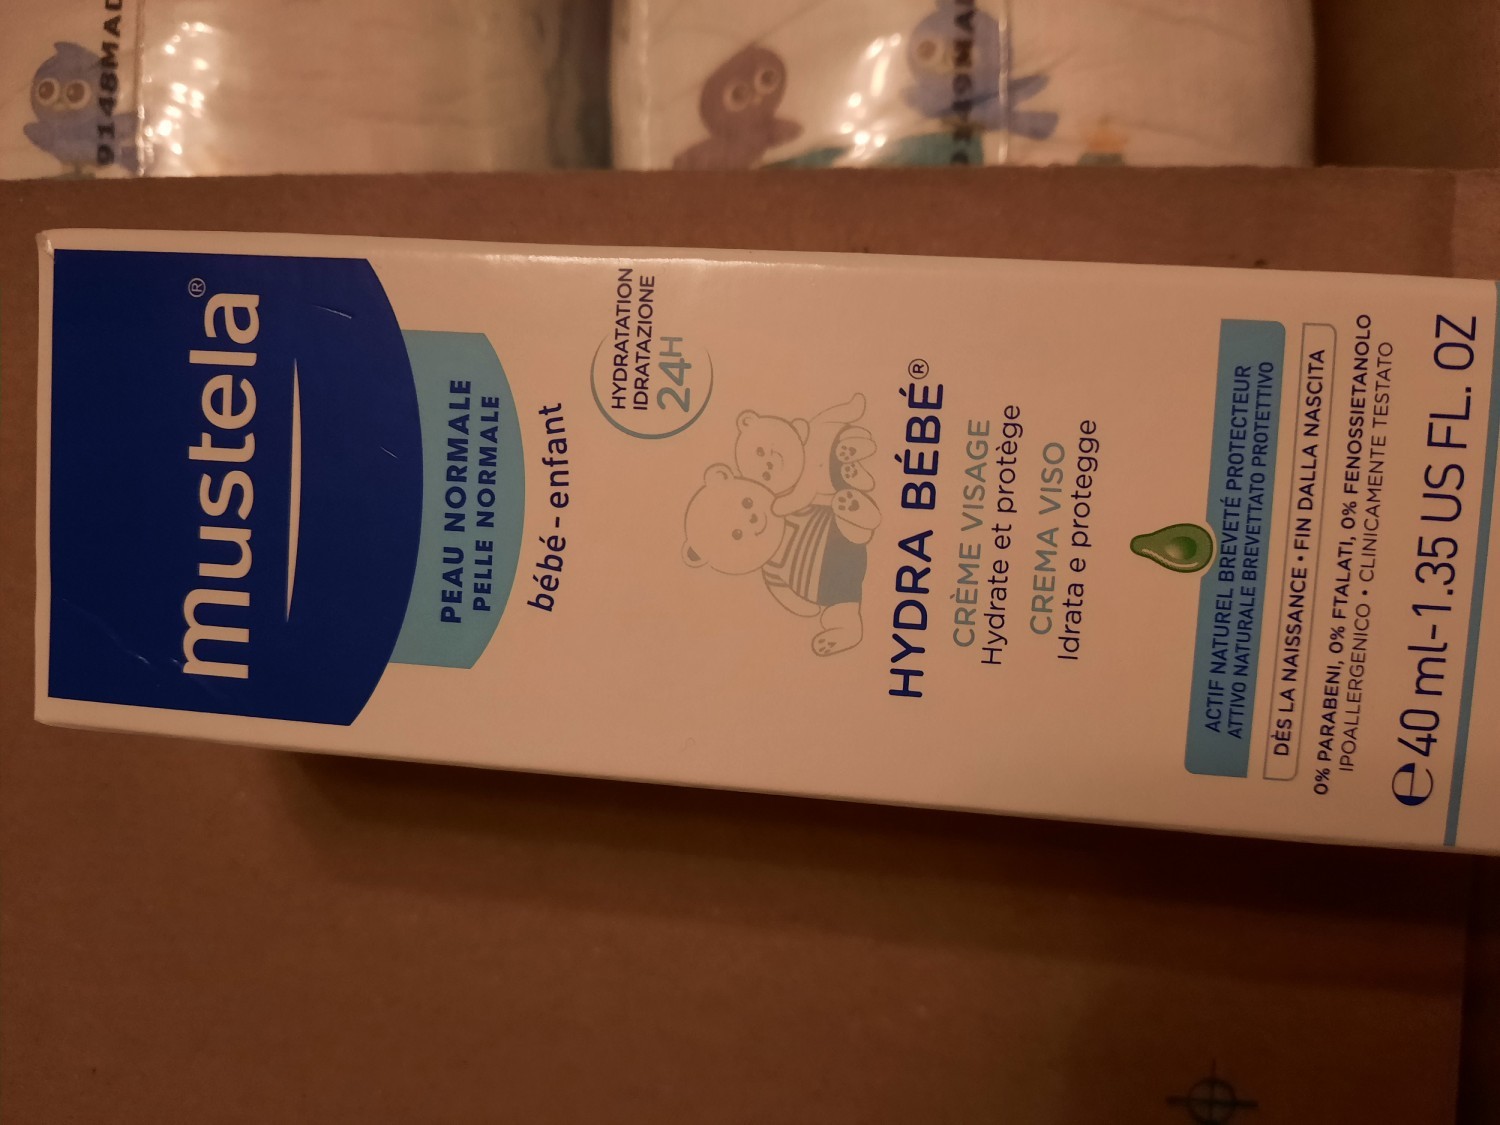 mustela®
PEAU NORMALE
PELLE NORMALE
bébé - enfant
HYDRATATION
IDRATAZIONE
24H
HYDRA BÉBÉ®
CRÈME VISAGE
Hydrate et protège
CREMA VISO
Idrata e protegge
ACTIF NATUREL BREVETÉ PROTECTEUR
ATTIVO NATURALE BREVETTATO PROTETTIVO
DÈS LA NAISSANCE • FIN DALLA NASCITA
0% PARABENI, 0% FTALATI, 0% FENOSSIETANOLO
IPOALLERGENICO • CLINICAMENTE TESTATO
℮ 40 ml-1.35 US FL. OZ